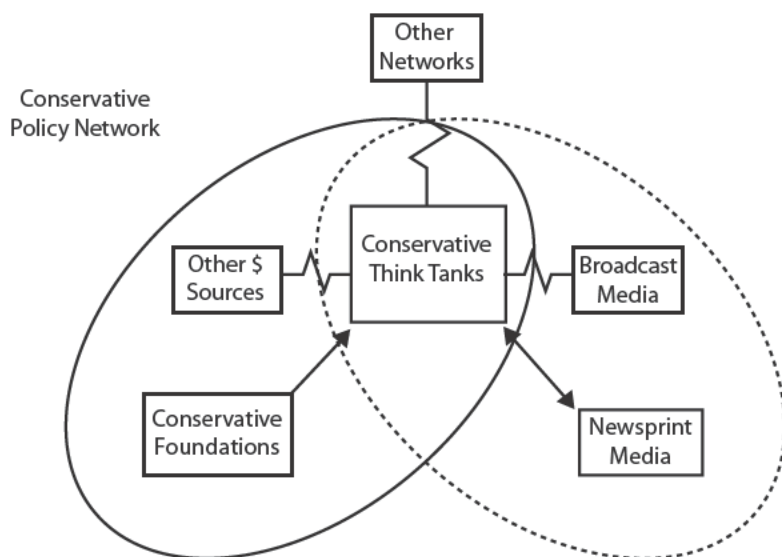 Other
Networks
Conservative
Policy Network
Conservative
Think Tanks
Other $
Sources
Broadcast
Media
Conservative
Foundations
Newsprint
Media